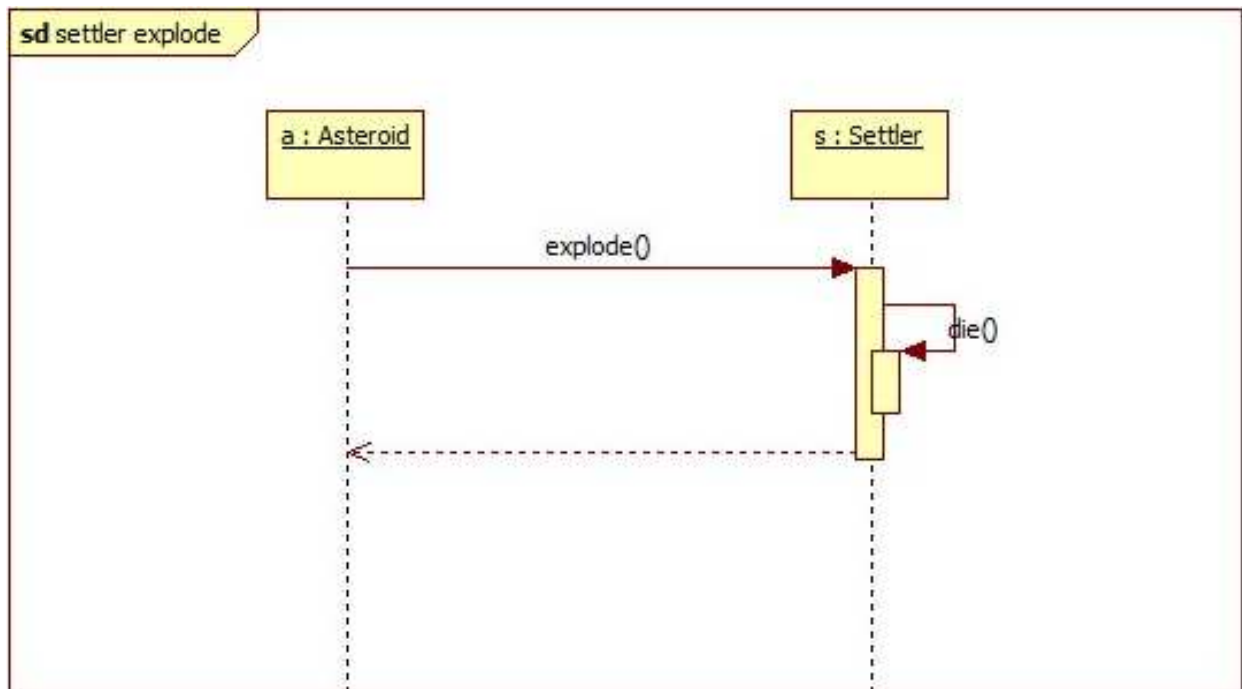 sd settler explode
a : Asteroid
s : Settler
explode()
die()